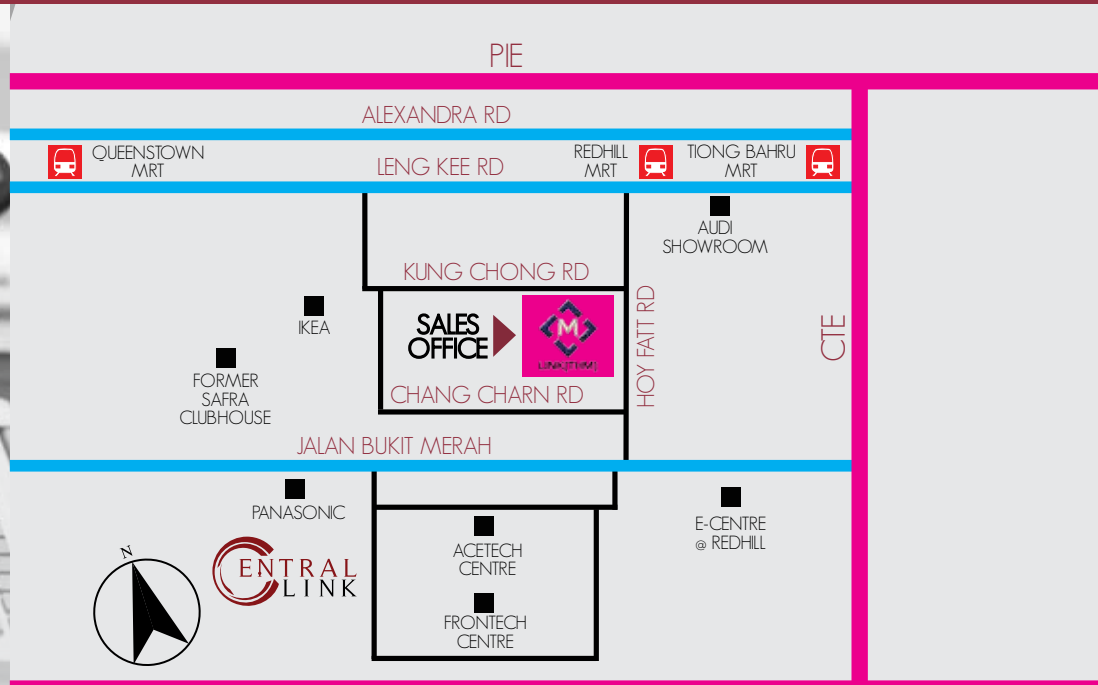 PIE
ALEXANDRA RD
QUEENSTOWN
MRT
LENG KEE RD
REDHILL
MRT
TIONG BAHRU
MRT
AUDI
SHOWROOM
KUNG CHONG RD
IKEA
SALES
OFFICE
M
HOY FATT RD
CTE
FORMER
SAFRA
CLUBHOUSE
CHANG CHARN RD
JALAN BUKIT MERAH
PANASONIC
E-CENTRE
@ REDHILL
ACETECH
CENTRE
N
CENTRAL
LINK
FRONTECH
CENTRE